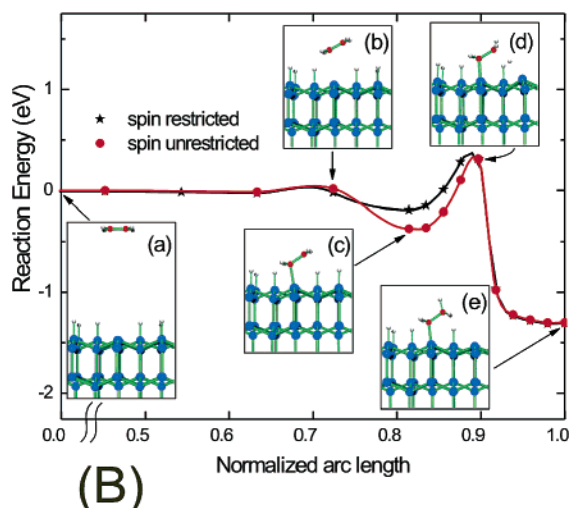 (b)
(d)
1
★ spin restricted
● spin unrestricted
Reaction Energy (eV)
0
(a)
(c)
(e)
-1
-2
0.0 0.5 0.6 0.7 0.8 0.9 1.0
Normalized arc length
(B)